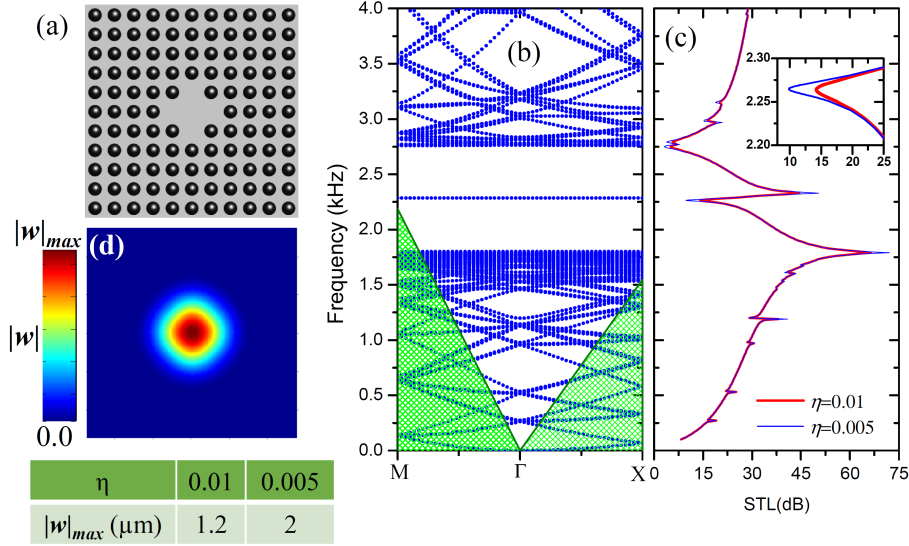 (a)
|w|max
(d)
|w|
0.0
η 0.01 0.005
|w|max (μm) 1.2 2
(b)
Frequency (kHz)
4.0
3.5
3.0
2.5
2.0
1.5
1.0
0.5
0.0
M Γ X
(c)
2.30
2.25
2.20
10 15 20 25
η=0.01
η=0.005
0 15 30 45 60 75
STL(dB)